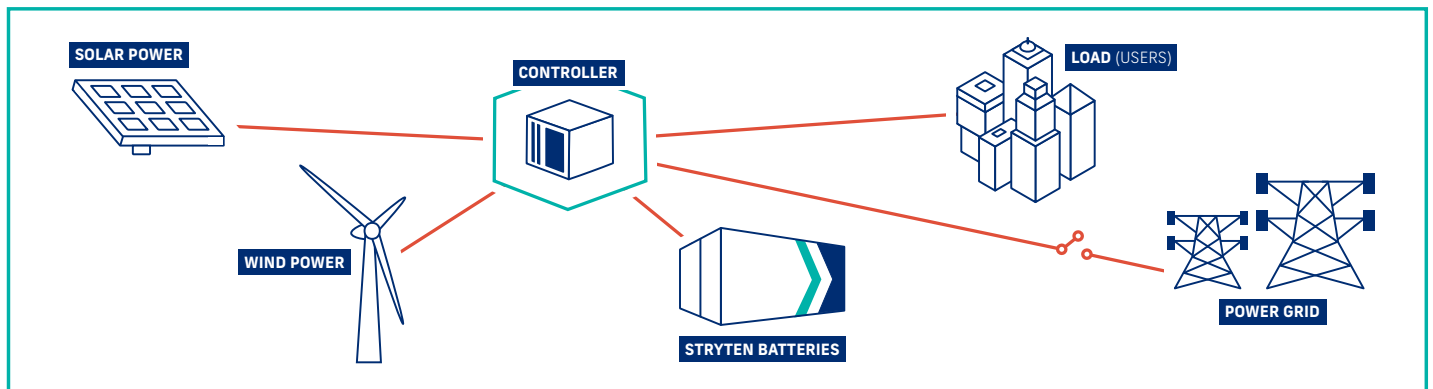 SOLAR POWER
CONTROLLER
LOAD (USERS)
WIND POWER
STRYTEN BATTERIES
POWER GRID